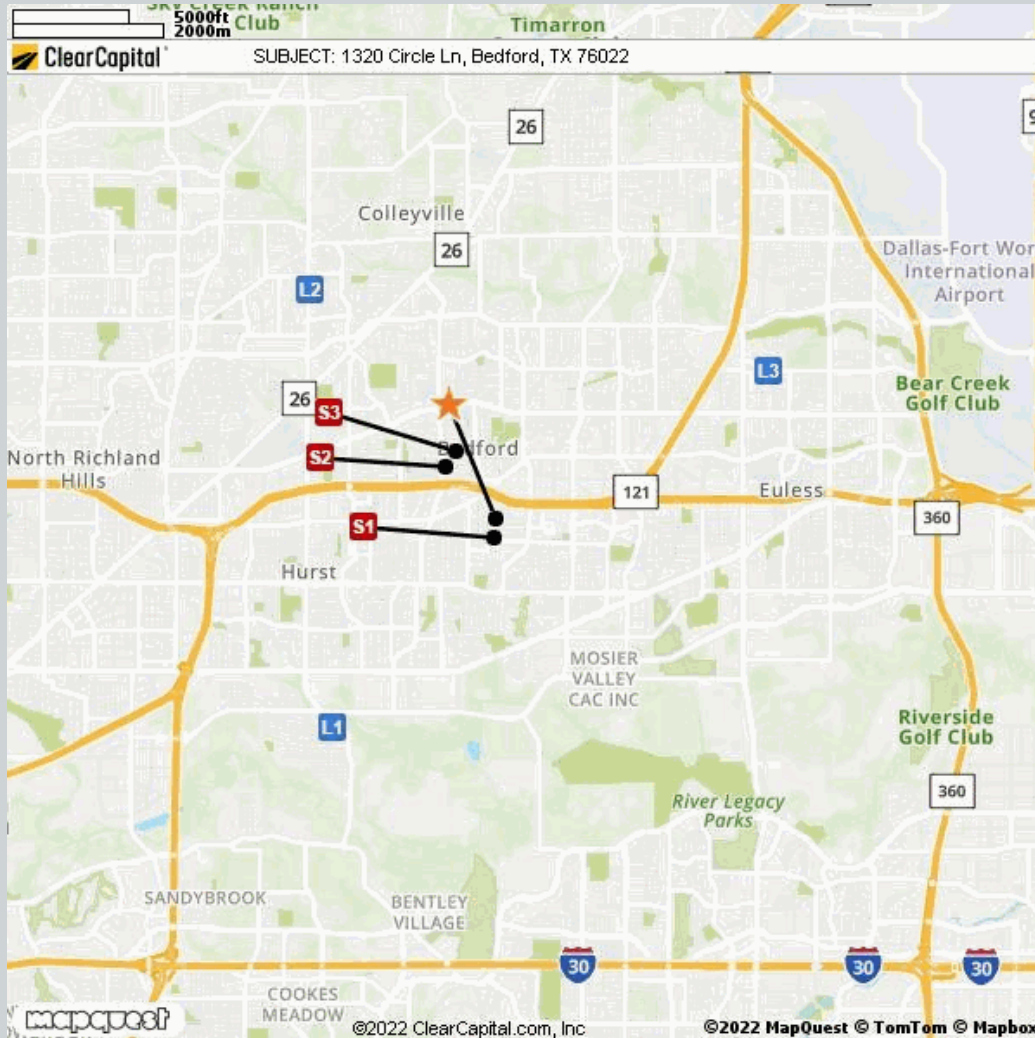 Sky Creek Ranch
Club
5000ft
2000m
Timarron
ClearCapital
SUBJECT: 1320 Circle Ln, Bedford, TX 76022
26
Colleyville
26
Dallas-Fort Wor
International
Airport
L2
L3
Bear Creek
Golf Club
26
S3
S2
Bedford
North Richland
Hills
121
Euless
360
S1
Hurst
MOSIER
VALLEY
CAC INC
L1
Riverside
Golf Club
360
River Legacy
Parks
SANDYBROOK
BENTLEY
VILLAGE
30
30
30
COOKES
MEADOW
mapquest
©2022 ClearCapital.com, Inc
©2022 MapQuest © TomTom © Mapbox